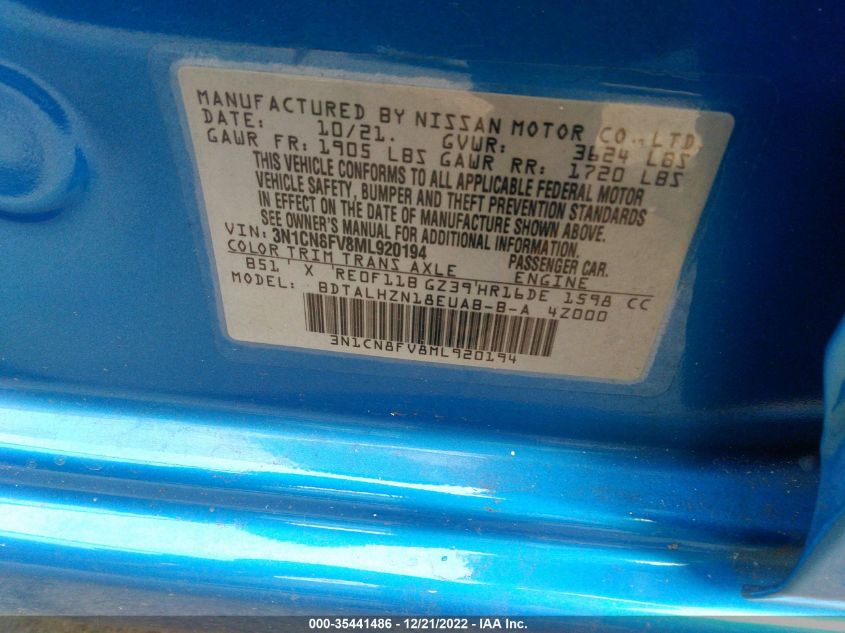 MANUFACTURED BY NISSAN MOTOR CO., LTD.
DATE: 10/21. GVWR: 3624 LBS
GAWR FR: 1905 LBS GAWR RR: 1720 LBS
THIS VEHICLE CONFORMS TO ALL APPLICABLE FEDERAL MOTOR
VEHICLE SAFETY, BUMPER AND THEFT PREVENTION STANDARDS
IN EFFECT ON THE DATE OF MANUFACTURE SHOWN ABOVE.
SEE OWNER'S MANUAL FOR ADDITIONAL INFORMATION.
VIN: 3N1CN8FV8ML920194 PASSENGER CAR.
COLOR TRIM TRANS AXLE ENGINE
B51' X RE0F11B GZ39'HR16DE 1598 CC
MODEL: BDTALHZN18EUAB-B-A 4Z000
3N1CN8FV8ML920194
000-35441486 - 12/21/2022 - © IAA Inc.